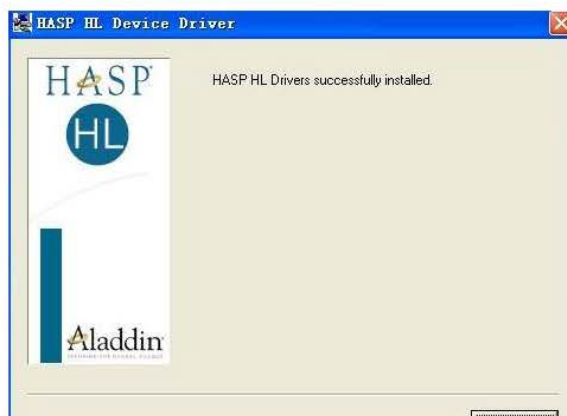 HASP HL Device Driver
HASP®
HL
HASP HL Drivers successfully installed.
Aladdin